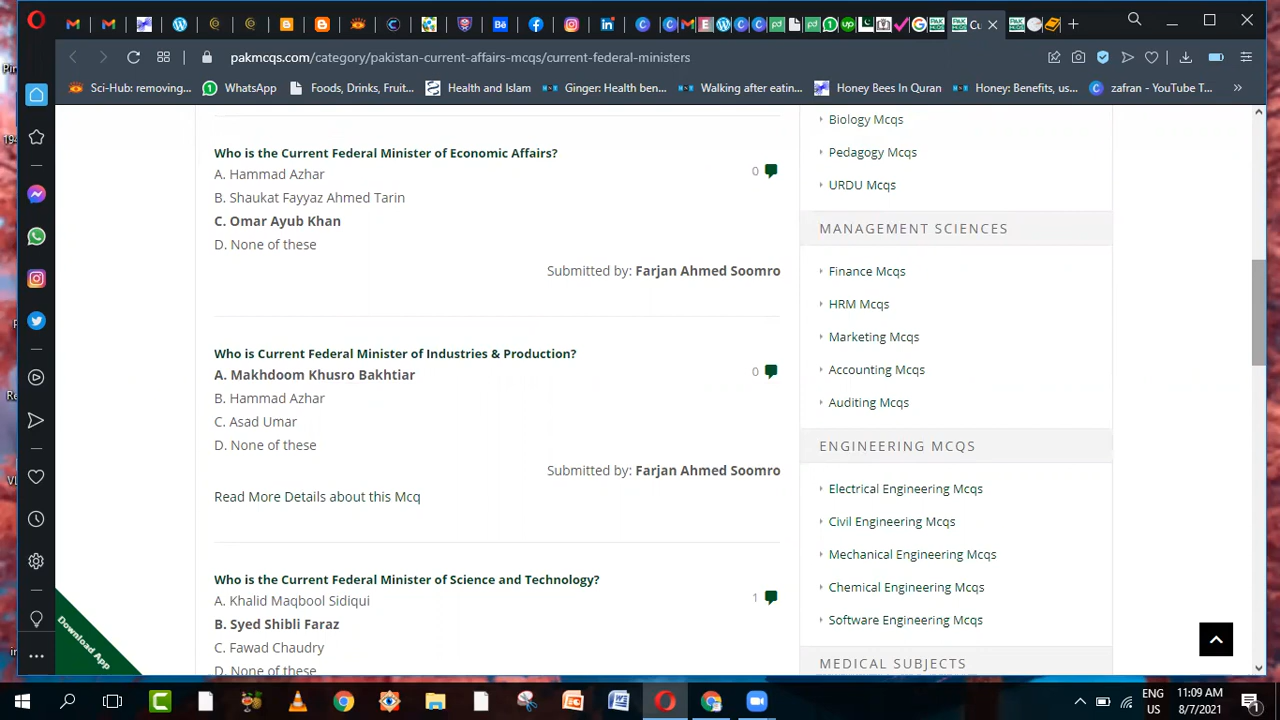 Cu
pakmcqs.com/category/pakistan-current-affairs-mcqs/current-federal-ministers
Sci-Hub: removing...
WhatsApp
Foods, Drinks, Fruit...
Health and Islam
Ginger: Health ben...
Walking after eatin...
Honey Bees In Quran
Honey: Benefits, us...
zafran - YouTube T...
Who is the Current Federal Minister of Economic Affairs?
A. Hammad Azhar
0
B. Shaukat Fayyaz Ahmed Tarin
C. Omar Ayub Khan
D. None of these
Submitted by: Farjan Ahmed Soomro
Who is Current Federal Minister of Industries & Production?
A. Makhdoom Khusro Bakhtiar
0
B. Hammad Azhar
C. Asad Umar
D. None of these
Submitted by: Farjan Ahmed Soomro
Read More Details about this Mcq
Who is the Current Federal Minister of Science and Technology?
A. Khalid Maqbool Sidiqui
1
B. Syed Shibli Faraz
C. Fawad Chaudry
D. None of these
Biology Mcqs
Pedagogy Mcqs
URDU Mcqs
MANAGEMENT SCIENCES
Finance Mcqs
HRM Mcqs
Marketing Mcqs
Accounting Mcqs
Auditing Mcqs
ENGINEERING MCQS
Electrical Engineering Mcqs
Civil Engineering Mcqs
Mechanical Engineering Mcqs
Chemical Engineering Mcqs
Software Engineering Mcqs
MEDICAL SUBJECTS
Download App
ENG
US
11:09 AM
8/7/2021